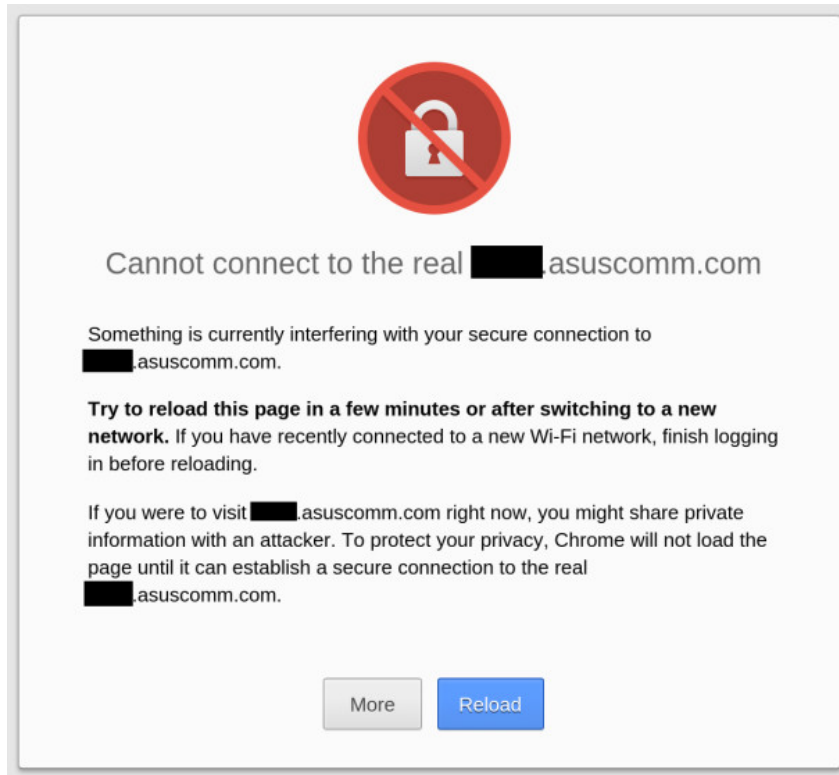 Cannot connect to the real .asuscomm.com
Something is currently interfering with your secure connection to
.asuscomm.com.
Try to reload this page in a few minutes or after switching to a new
network. If you have recently connected to a new Wi-Fi network, finish logging
in before reloading.
If you were to visit .asuscomm.com right now, you might share private
information with an attacker. To protect your privacy, Chrome will not load the
page until it can establish a secure connection to the real
.asuscomm.com.
More
Reload